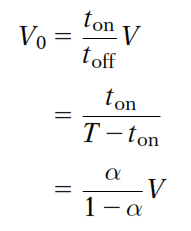 V₀ = t_on / t_off V
= t_on / T − t_on
= α / 1 − α V